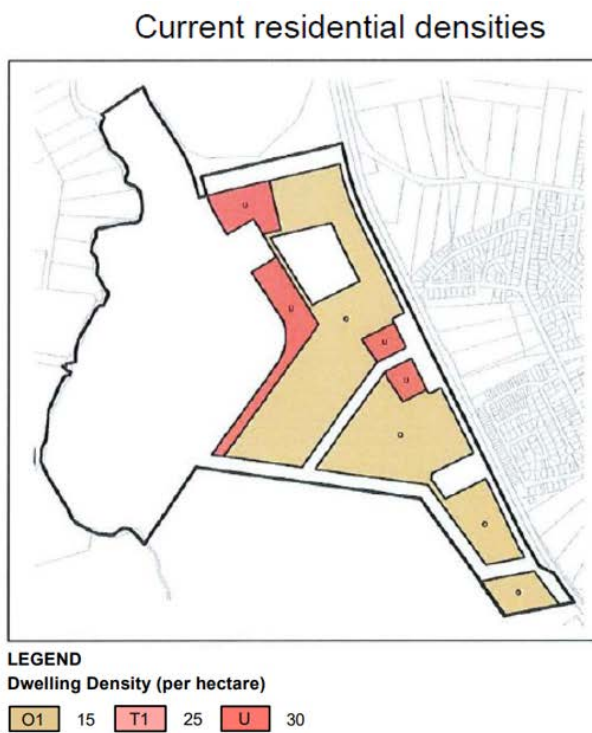 Current residential densities
U
U
O
U
U
O
O
O
LEGEND
Dwelling Density (per hectare)
O1 15 T1 25 U 30